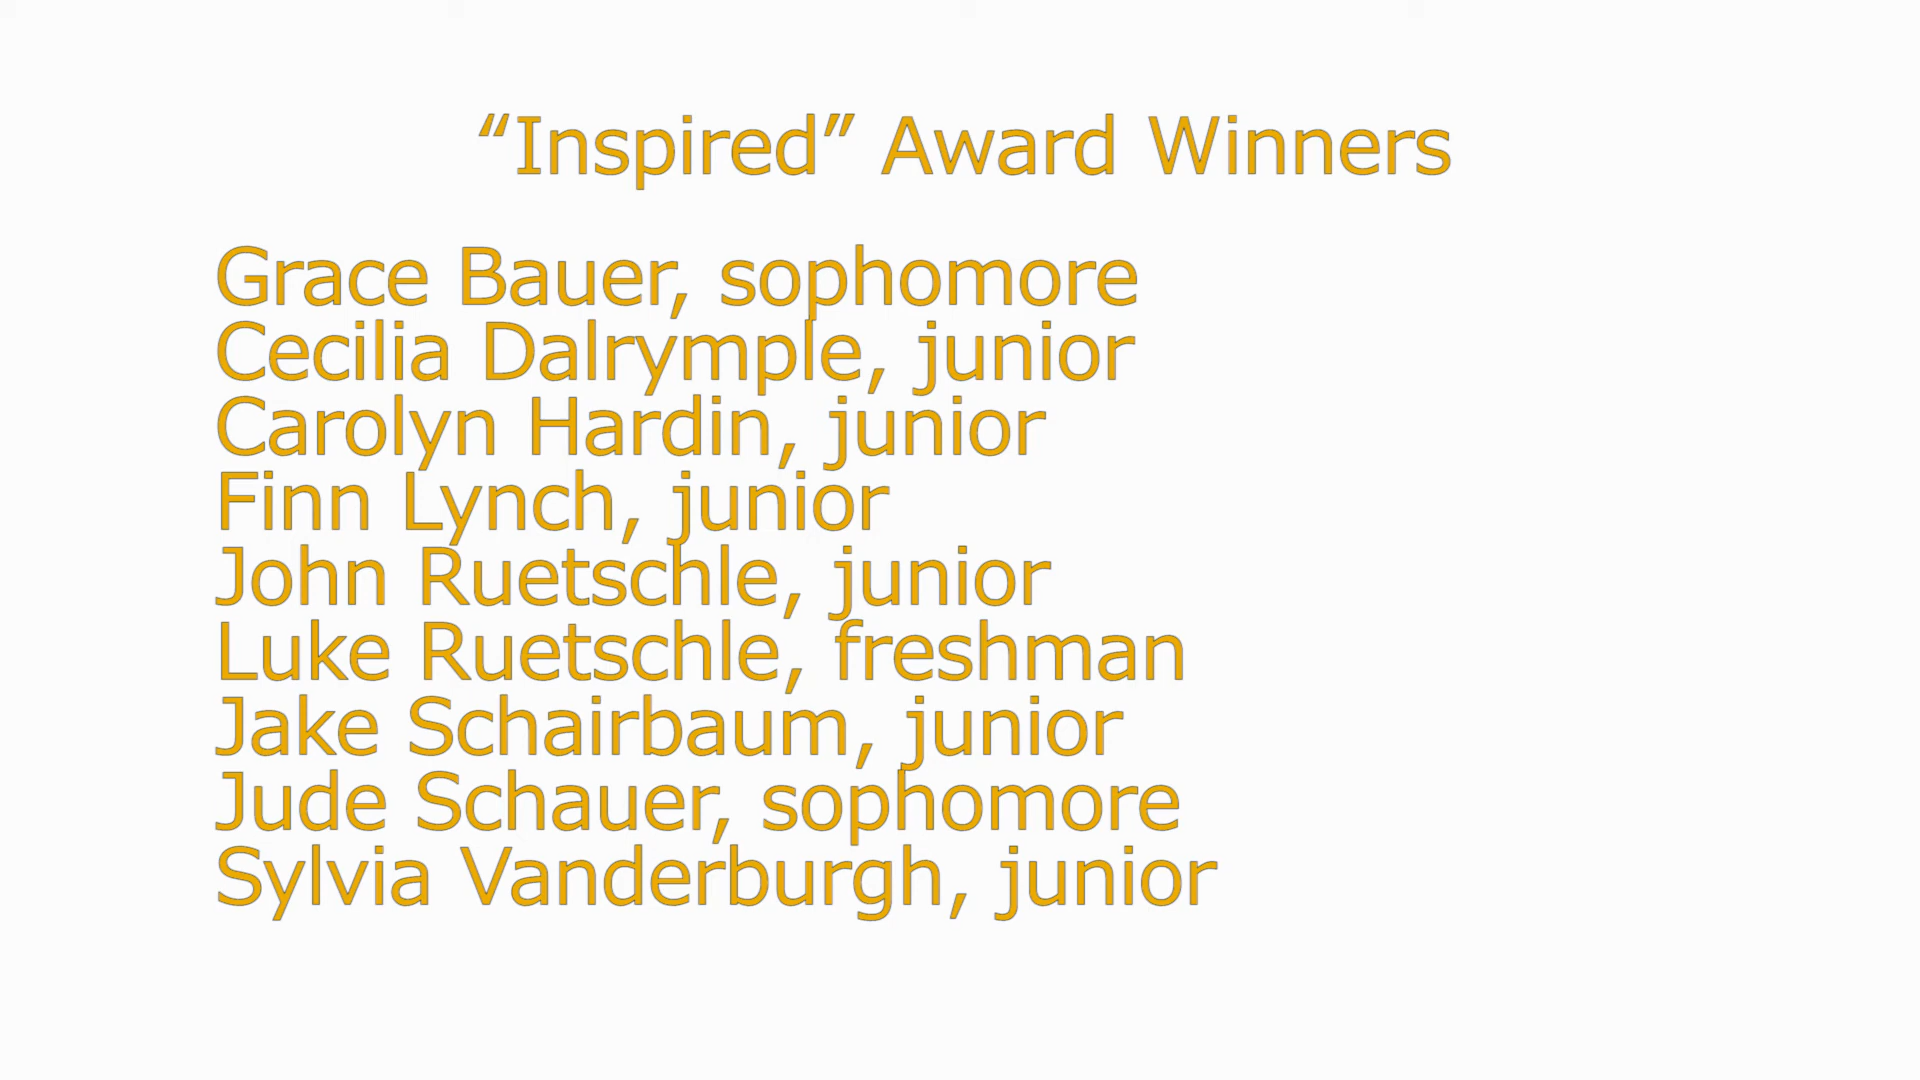 “Inspired” Award Winners
Grace Bauer, sophomore
Cecilia Dalrymple, junior
Carolyn Hardin, junior
Finn Lynch, junior
John Ruetschle, junior
Luke Ruetschle, freshman
Jake Schairbaum, junior
Jude Schauer, sophomore
Sylvia Vanderburgh, junior